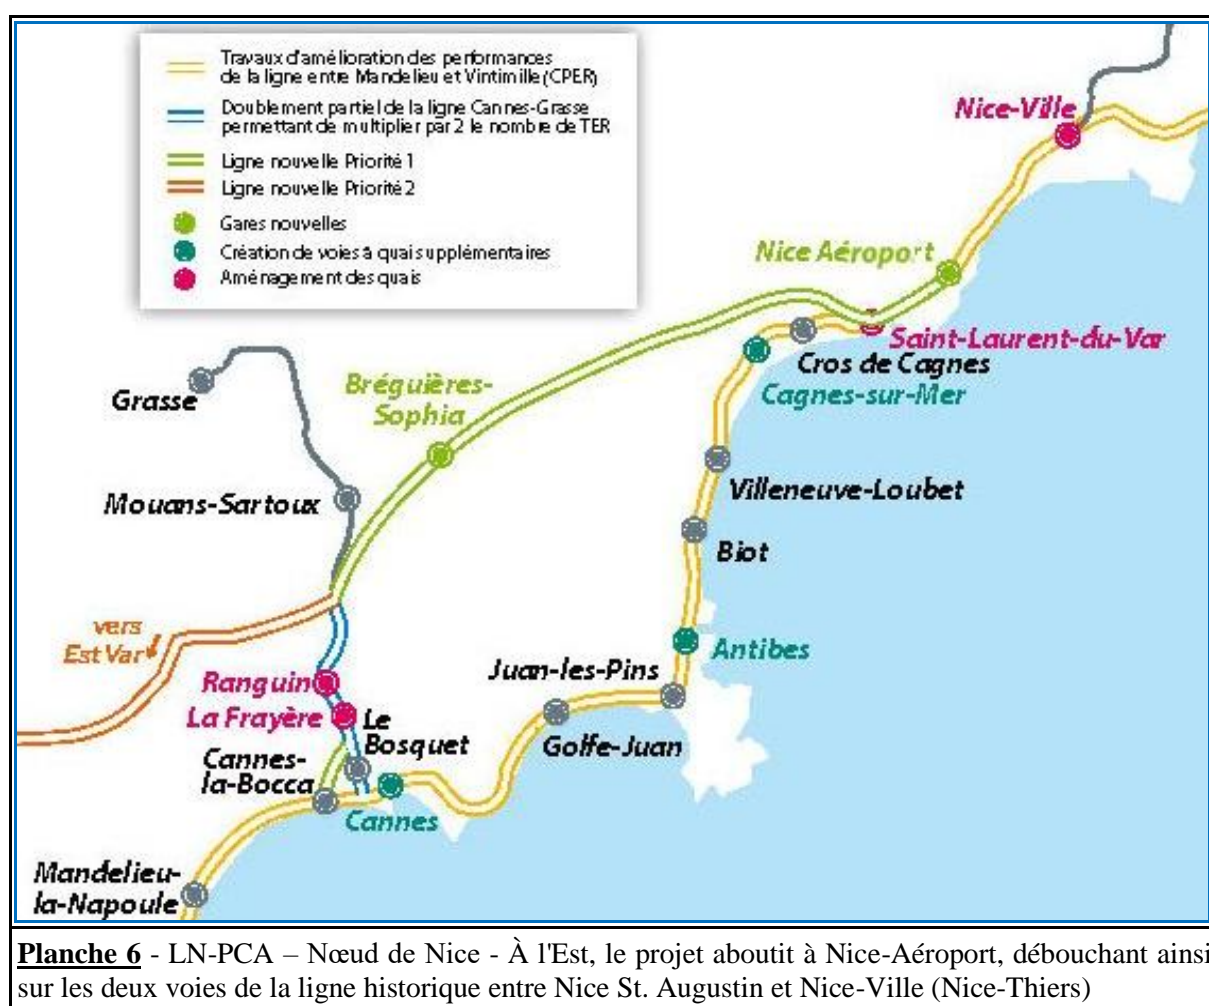 Travaux d'amélioration des performances
de la ligne entre Mandelieu et Vintimille (CPER)
Doublement partiel de la ligne Cannes-Grasse
permettant de multiplier par 2 le nombre de TER
Ligne nouvelle Priorité 1
Ligne nouvelle Priorité 2
Gares nouvelles
Création de voies à quai supplémentaires
Aménagement des quais
Nice-Ville
Nice Aéroport
Saint-Laurent-du-Var
Cros de Cagnes
Cagnes-sur-Mer
Grasse
Bréguières-
Sophia
Mouans-Sartoux
Villeneuve-Loubet
Biot
vers
Est Var
Antibes
Juan-les-Pins
Ranguin
La Frayère
Le
Bosquet
Golfe-Juan
Cannes-
la-Bocca
Cannes
Mandelieu-
la-Napoule
Planche 6 - LN-PCA – Nœud de Nice - À l'Est, le projet aboutit à Nice-Aéroport, débouchant ainsi
sur les deux voies de la ligne historique entre Nice St. Augustin et Nice-Ville (Nice-Thiers)